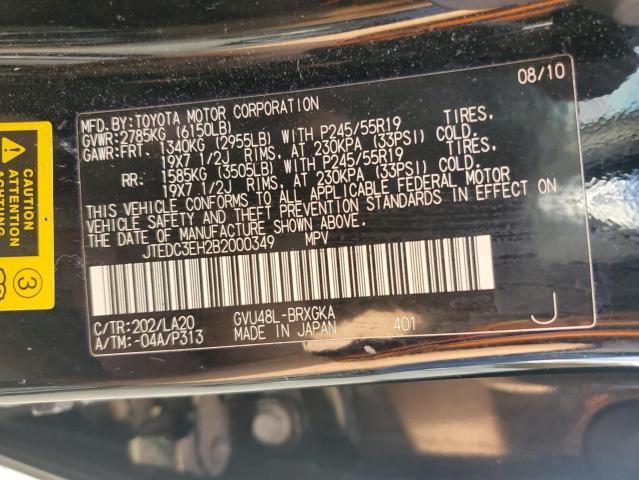 08/10
MFD.BY:TOYOTA MOTOR CORPORATION
GVWR:2785KG (6150LB)
GAWR:FRT. 1340KG (2955LB) WITH P245/55R19 TIRES,
19X7 1/2J RIMS, AT 230KPA (33PSI) COLD.
RR: 1585KG (3505LB) WITH P245/55R19 TIRES,
19X7 1/2J RIMS, AT 230KPA (33PSI) COLD.
THIS VEHICLE CONFORMS TO ALL APPLICABLE FEDERAL MOTOR
VEHICLE SAFETY AND THEFT PREVENTION STANDARDS IN EFFECT ON
THE DATE OF MANUFACTURE SHOWN ABOVE.
JTEDC3EH2B2000349 MPV
C/TR:202/LA20 GVU48L-BRXGKA
A/TM:-04A/P313 MADE IN JAPAN 401 J
CAUTION
ATTENTION
ACHTUNG
3